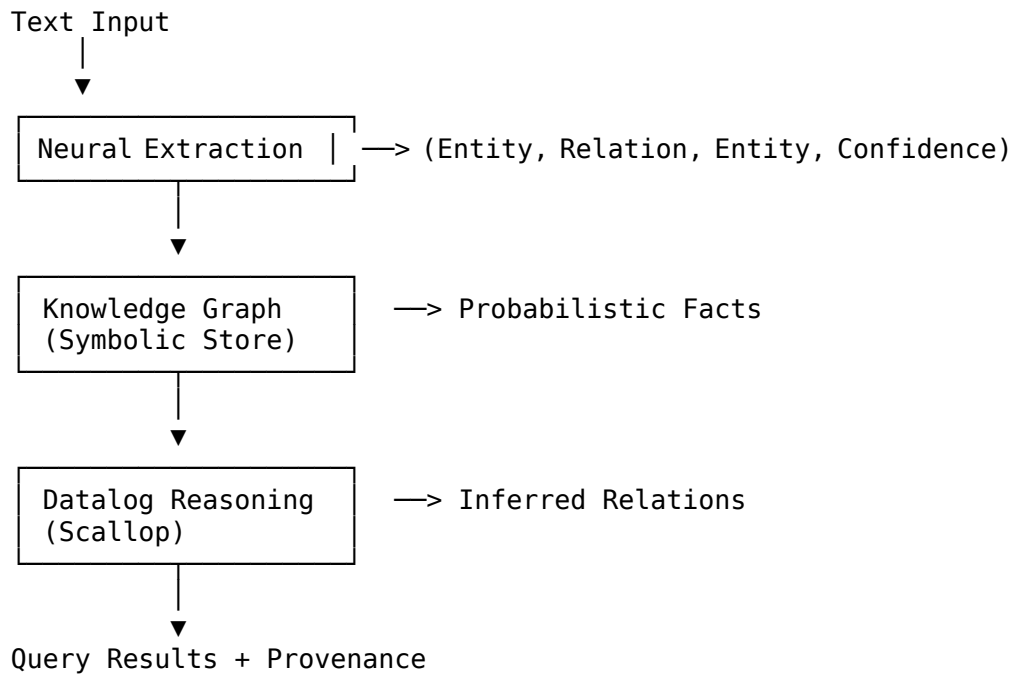 Text Input
Neural Extraction | ──> (Entity, Relation, Entity, Confidence)
Knowledge Graph ──> Probabilistic Facts
(Symbolic Store)
Datalog Reasoning ──> Inferred Relations
(Scallop)
Query Results + Provenance